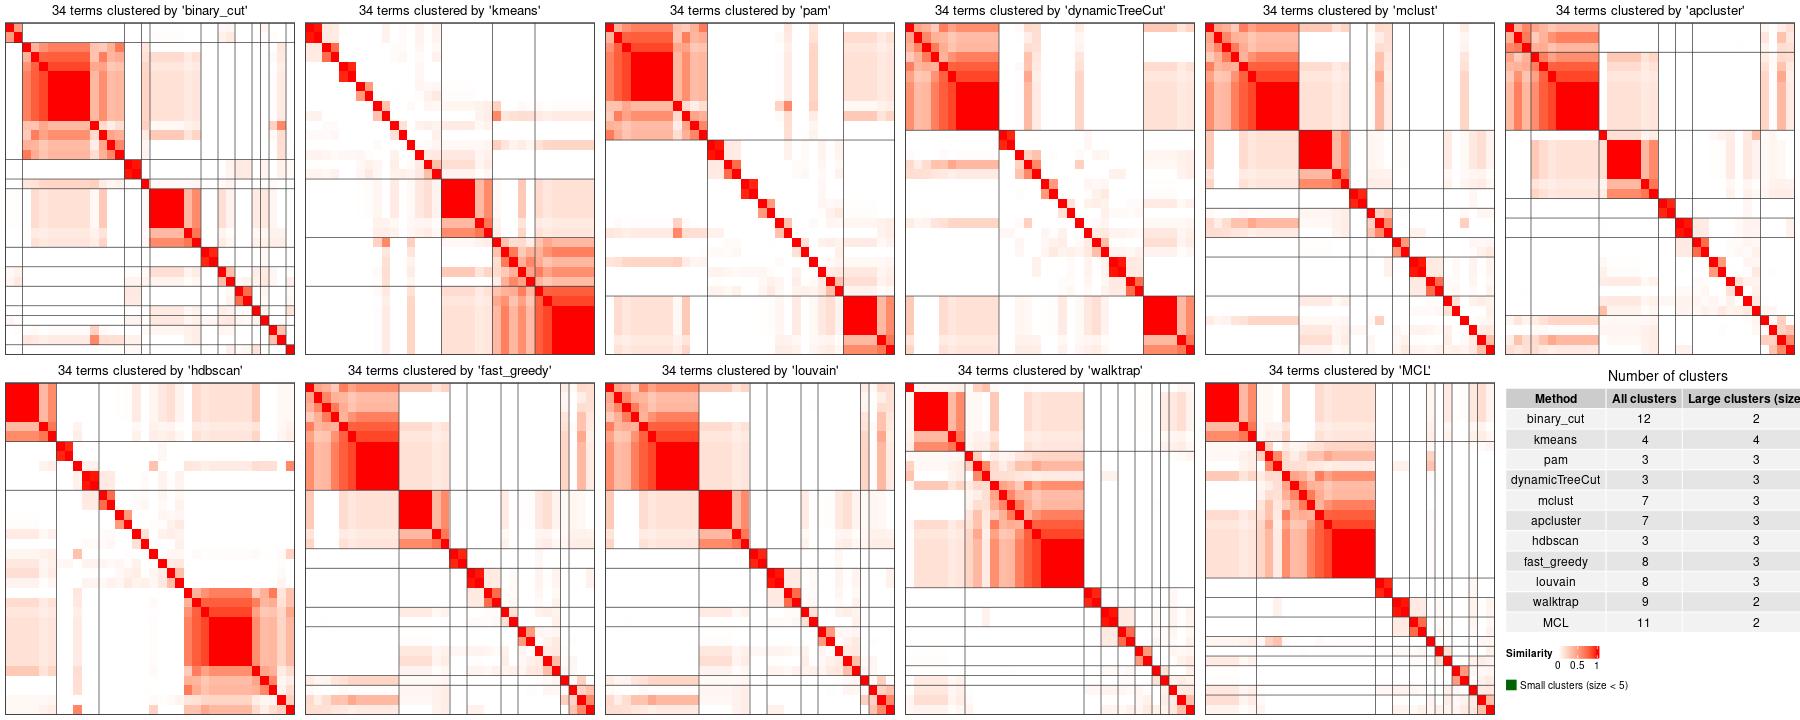 34 terms clustered by 'binary_cut'
34 terms clustered by 'kmeans'
34 terms clustered by 'pam'
34 terms clustered by 'dynamicTreeCut'
34 terms clustered by 'mclust'
34 terms clustered by 'apcluster'
34 terms clustered by 'hdbscan'
34 terms clustered by 'fast_greedy'
34 terms clustered by 'louvain'
34 terms clustered by 'walktrap'
34 terms clustered by 'MCL'
Number of clusters
Method All clusters Large clusters (size
binary_cut 12 2
kmeans 4 4
pam 3 3
dynamicTreeCut 3 3
mclust 7 3
apcluster 7 3
hdbscan 3 3
fast_greedy 8 3
louvain 8 3
walktrap 9 2
MCL 11 2
Similarity
0 0.5 1
Small clusters (size < 5)